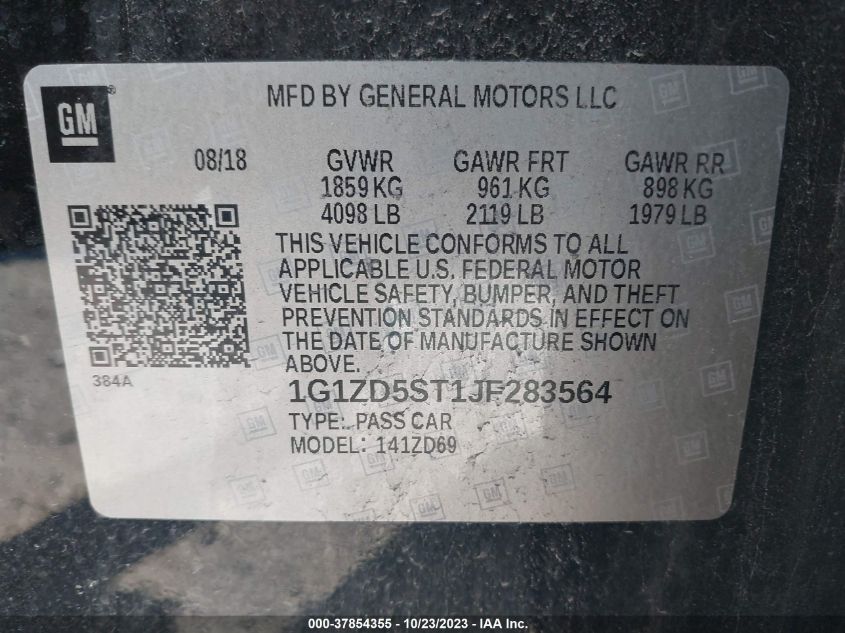 GM®
MFD BY GENERAL MOTORS LLC
08/18 GVWR GAWR FRT GAWR RR
1859 KG 961 KG 898 KG
4098 LB 2119 LB 1979 LB
THIS VEHICLE CONFORMS TO ALL
APPLICABLE U.S. FEDERAL MOTOR
VEHICLE SAFETY, BUMPER, AND THEFT
PREVENTION STANDARDS IN EFFECT ON
THE DATE OF MANUFACTURE SHOWN
ABOVE.
384A
1G1ZD5ST1JF283564
TYPE: PASS CAR
MODEL: 141ZD69
000-37854355 - 10/23/2023 - IAA Inc.